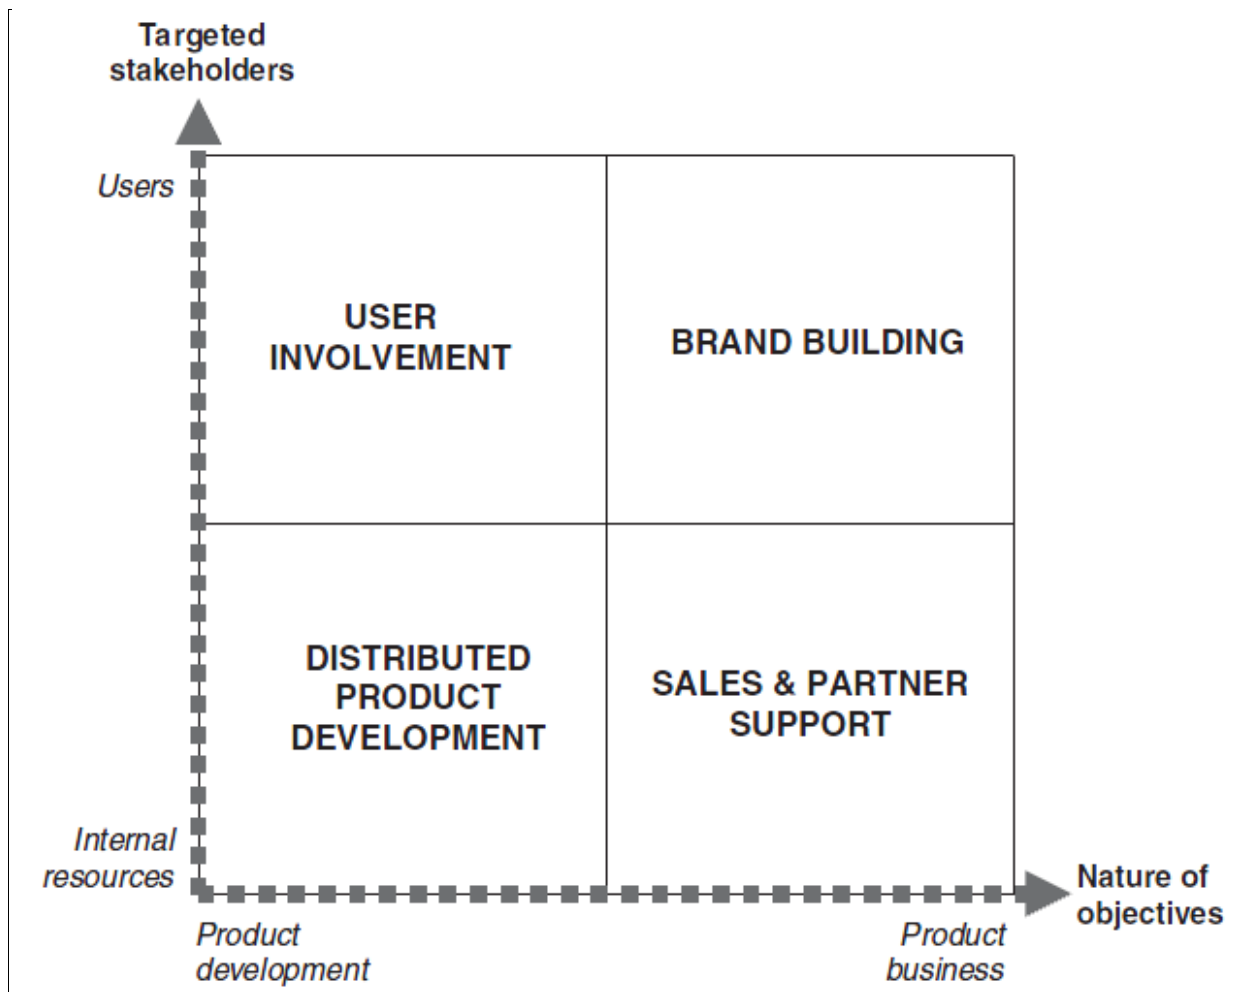 Targeted
stakeholders
Users
USER
INVOLVEMENT
BRAND BUILDING
DISTRIBUTED
PRODUCT
DEVELOPMENT
SALES & PARTNER
SUPPORT
Internal
resources
Nature of
objectives
Product
development
Product
business